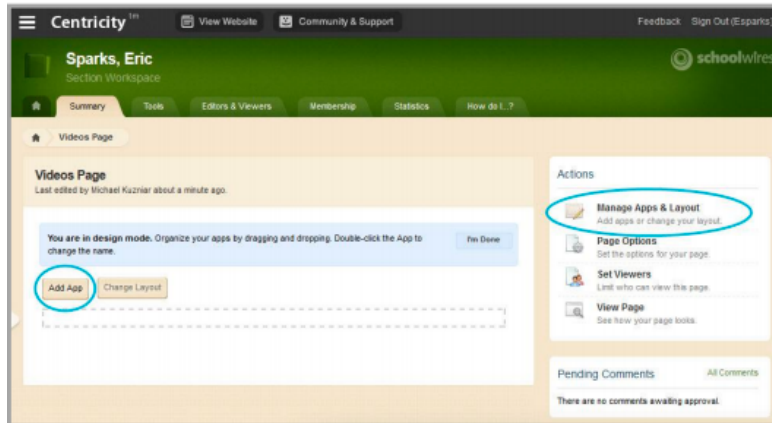 Centricity™
View Website
Community & Support
Feedback
Sign Out (Esparks)
Sparks, Eric
Section Workspace
schoolwires
Summary
Tools
Editors & Viewers
Membership
Statistics
How do I...?
Videos Page
Videos Page
Last edited by Michael Kuzniar about a minute ago.
You are in design mode. Organize your apps by dragging and dropping. Double-click the App to
change the name.
I'm Done
Add App
Change Layout
Actions
Manage Apps & Layout
Add apps or change your layout.
Page Options
Set the options for your page.
Set Viewers
Limit who can view this page.
View Page
See how your page looks.
Pending Comments
All Comments
There are no comments awaiting approval.